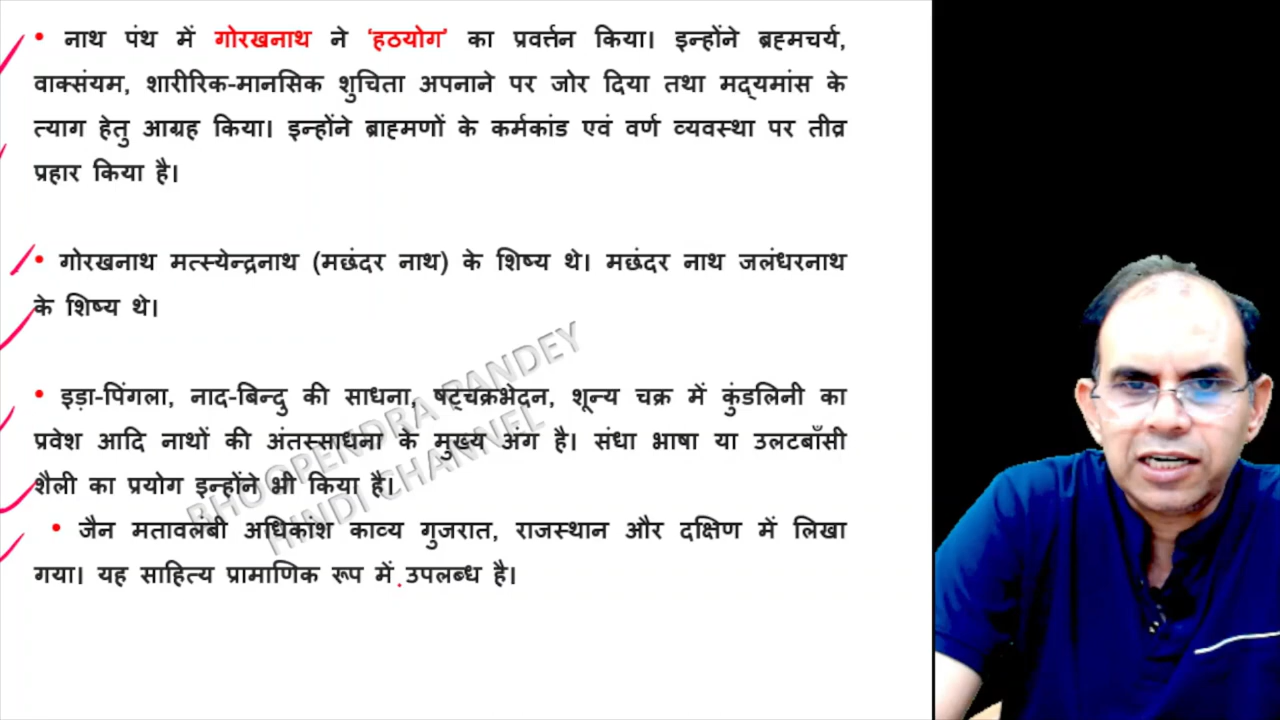 • नाथ पंथ में गोरखनाथ ने ‘हठयोग’ का प्रवर्त्तन किया। इन्होंने ब्रह्मचर्य,
वाक्संयम, शारीरिक-मानसिक शुचिता अपनाने पर जोर दिया तथा मद्यमांस के
त्याग हेतु आग्रह किया। इन्होंने ब्राह्मणों के कर्मकांड एवं वर्ण व्यवस्था पर तीव्र
प्रहार किया है।
• गोरखनाथ मत्स्येन्द्रनाथ (मछंदर नाथ) के शिष्य थे। मछंदर नाथ जलंधरनाथ
के शिष्य थे।
• इड़ा-पिंगला, नाद-बिन्दु की साधना, षट्चक्रभेदन, शून्य चक्र में कुंडलिनी का
प्रवेश आदि नाथों की अंतस्साधना के मुख्य अंग है। संधा भाषा या उलटबाँसी
शैली का प्रयोग इन्होंने भी किया है।
• जैन मतावलंबी अधिकांश काव्य गुजरात, राजस्थान और दक्षिण में लिखा
गया। यह साहित्य प्रामाणिक रूप में उपलब्ध है।
BHOOPENDRA PANDEY
HINDI CHANNEL